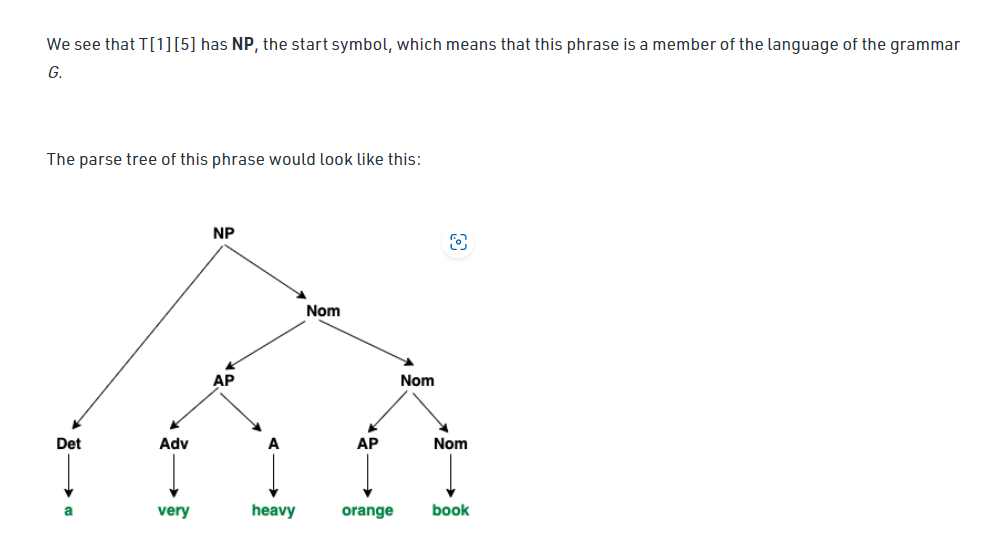 We see that T[1][5] has NP, the start symbol, which means that this phrase is a member of the language of the grammar
G.
The parse tree of this phrase would look like this:
NP
Nom
AP Nom
Det Adv A AP Nom
a very heavy orange book